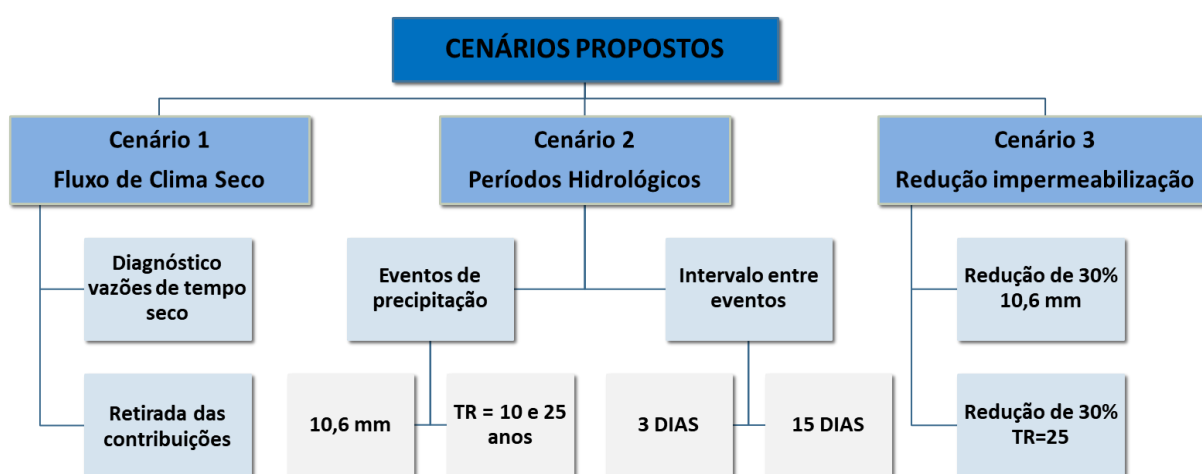 CENÁRIOS PROPOSTOS
Cenário 1
Fluxo de Clima Seco
Cenário 2
Períodos Hidrológicos
Cenário 3
Redução impermeabilização
Diagnóstico
vazões de tempo
seco
Eventos de
precipitação
Intervalo entre
eventos
Redução de 30%
10,6 mm
Retirada das
contribuições
10,6 mm
TR = 10 e 25
anos
3 DIAS
15 DIAS
Redução de 30%
TR=25